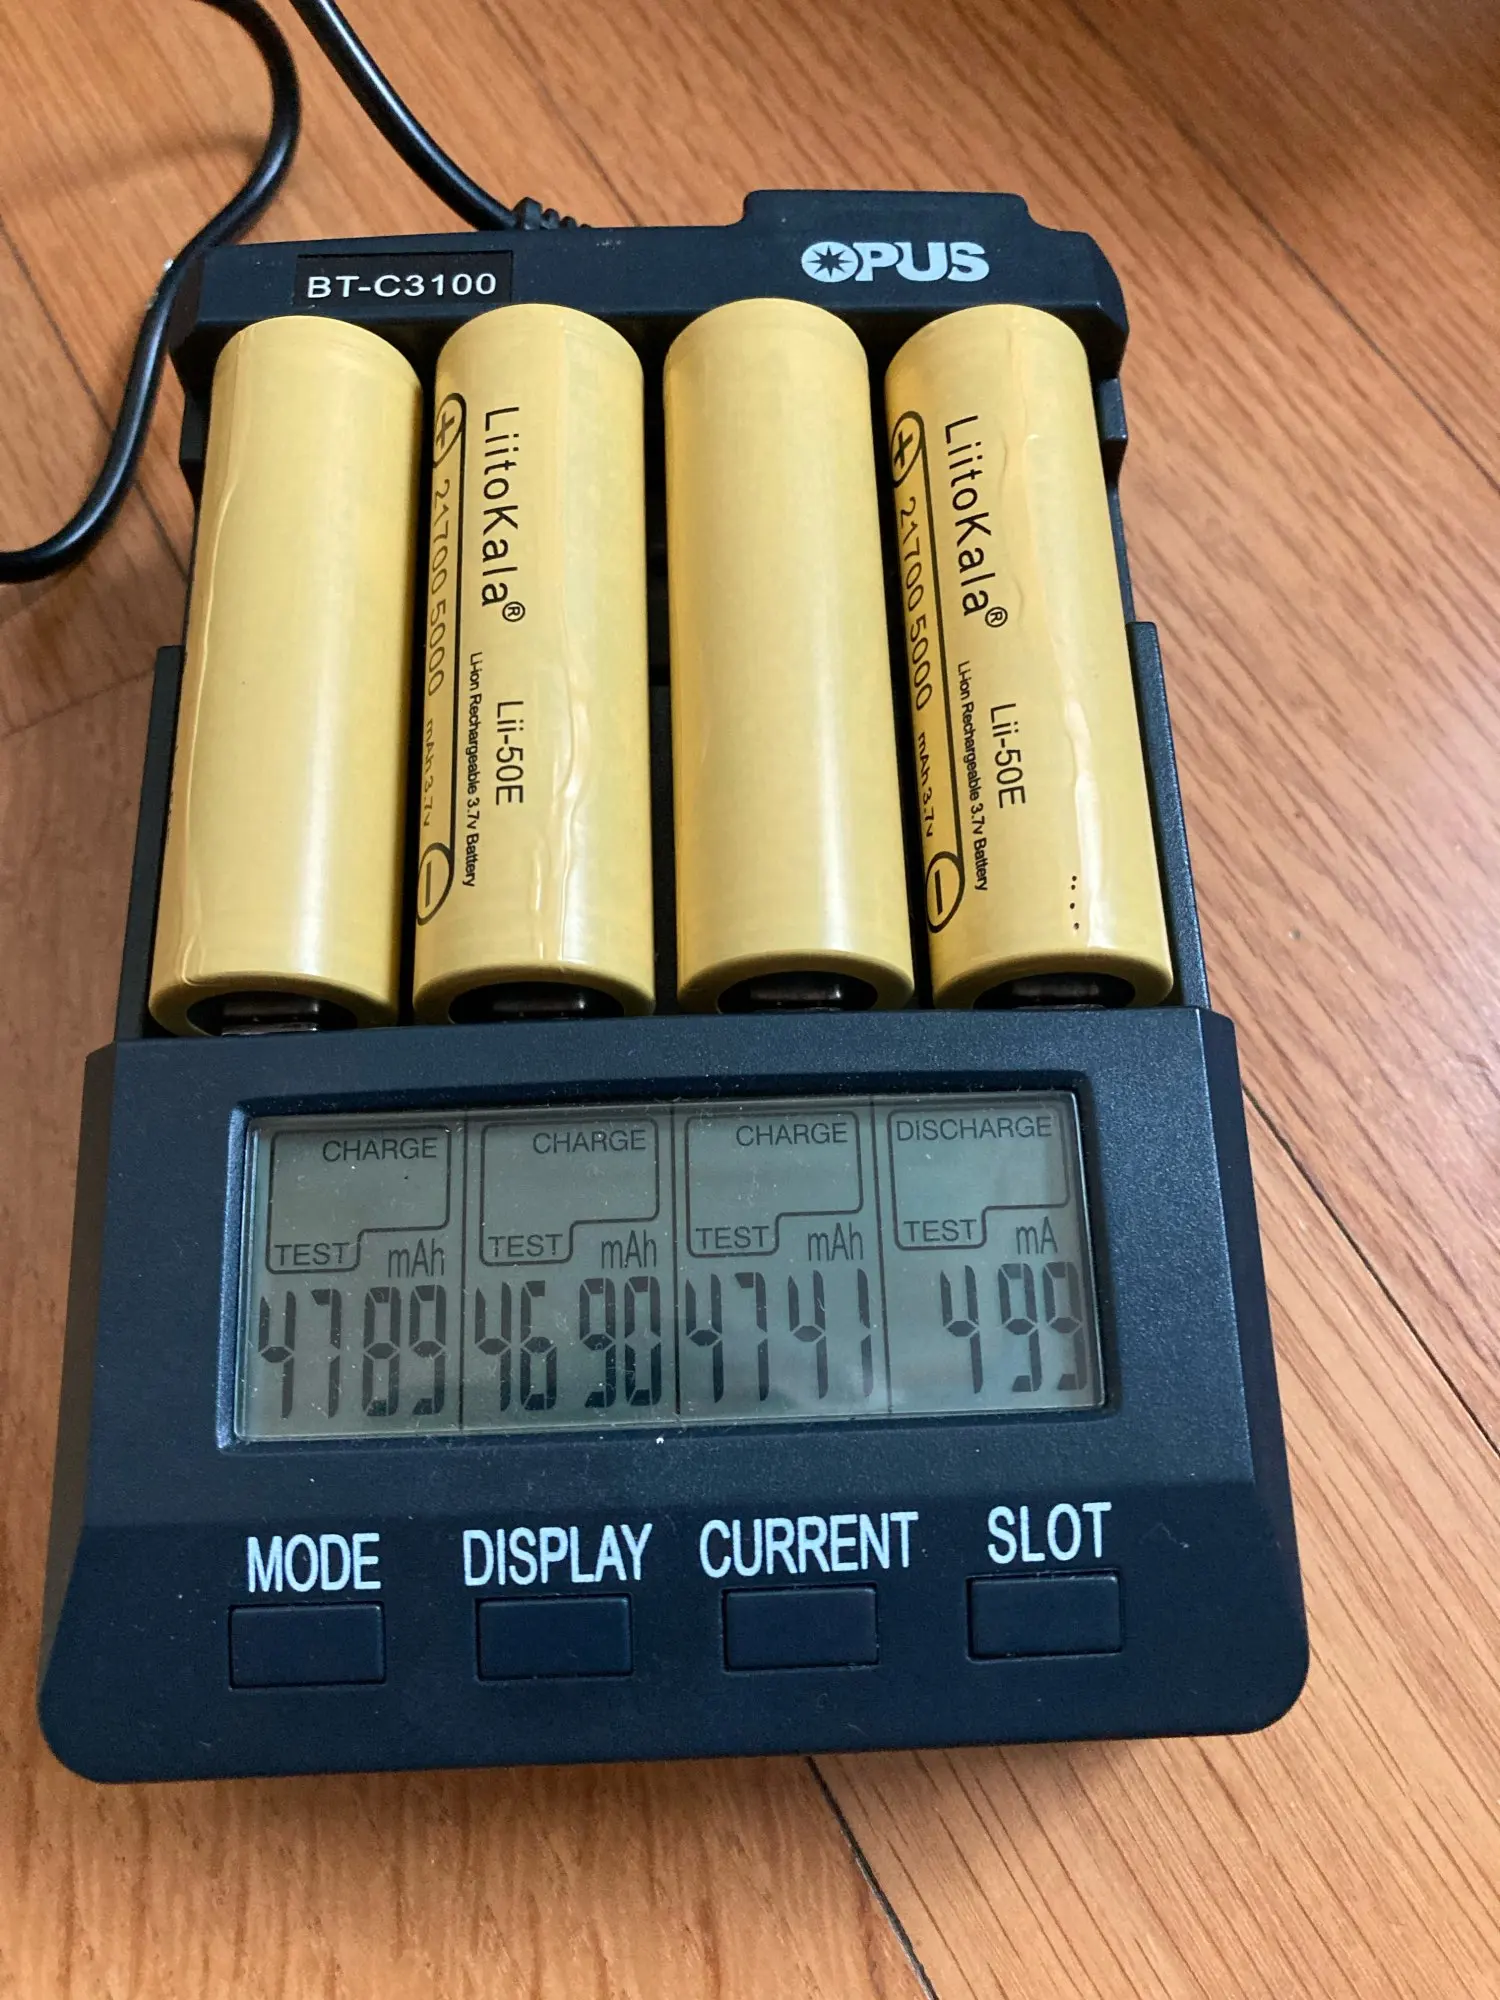 BT-C3100
OPUS
LiitoKala®
Lii-50E
Li-ion Rechargeable 3.7v Battery
+ 21700 5000 mAh 3.7v −
LiitoKala®
Lii-50E
Li-ion Rechargeable 3.7v Battery
+ 21700 5000 mAh 3.7v −
CHARGE CHARGE CHARGE DISCHARGE
TEST mAh TEST mAh TEST mAh TEST mA
4789 4690 4741 499
MODE DISPLAY CURRENT SLOT